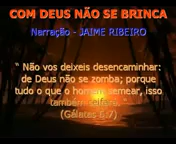 COM DEUS NÃO SE BRINCA
Narração - JAIME RIBEIRO
“ Não vos deixeis desencaminhar:
de Deus não se zomba; porque
tudo o que o homem semear, isso
também
(Gálatas 6:7)